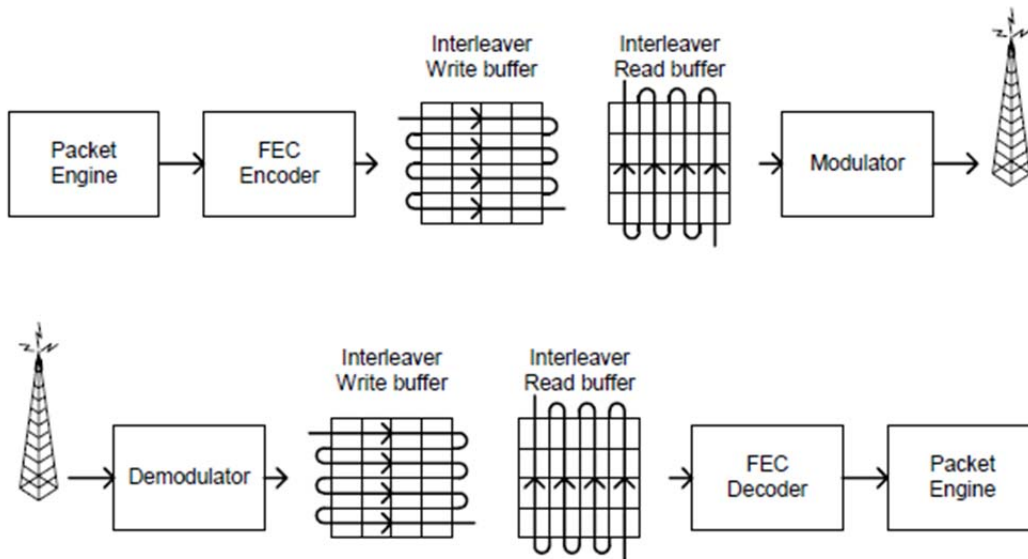 Interleaver
Write buffer
Interleaver
Read buffer
Packet
Engine
FEC
Encoder
Modulator
Interleaver
Write buffer
Interleaver
Read buffer
Demodulator
FEC
Decoder
Packet
Engine